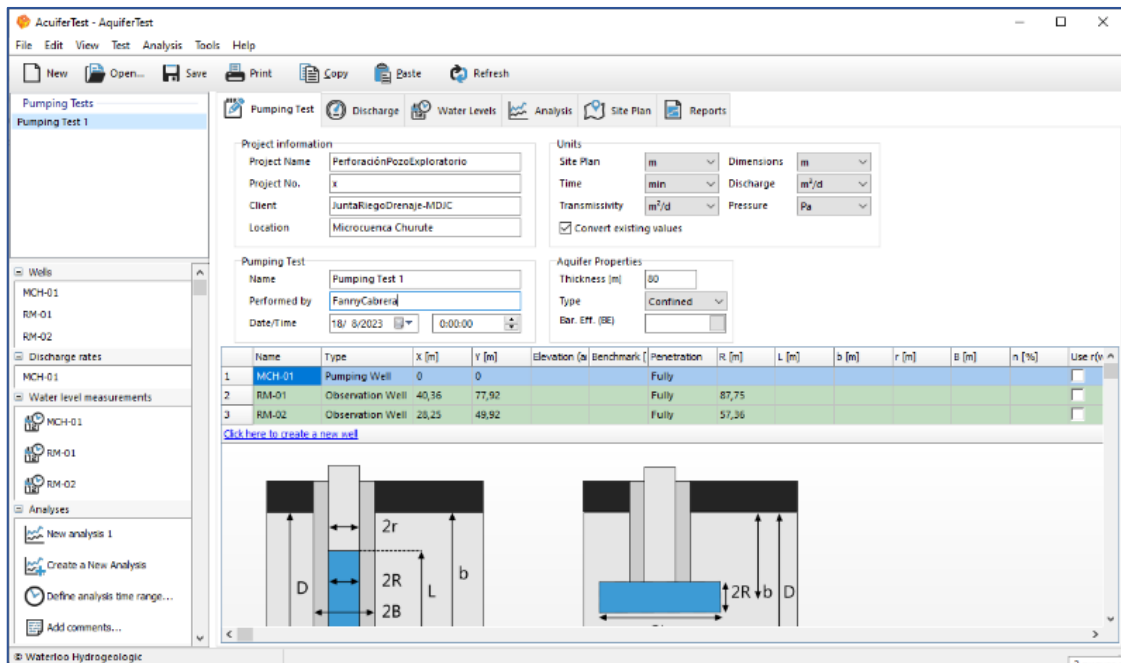 AcuiferTest - AquiferTest
File Edit View Test Analysis Tools Help
New Open... Save Print Copy Paste Refresh
Pumping Tests
Pumping Test 1
Pumping Test Discharge Water Levels Analysis Site Plan Reports
Project information
Project Name PerforaciónPozoExploratorio
Project No. x
Client JuntaRiegoDrenaje-MDJC
Location Microcuenca Churute
Units
Site Plan m Dimensions m
Time min Discharge m³/d
Transmissivity m²/d Pressure Pa
Convert existing values
Pumping Test
Name Pumping Test 1
Performed by FannyCabrera
Date/Time 18/ 8/2023 0:00:00
Aquifer Properties
Thickness [m] 80
Type Confined
Bar. Eff. (BE)
Wells
MCH-01
RM-01
RM-02
Discharge rates
MCH-01
Water level measurements
MCH-01
RM-01
RM-02
Analyses
New analysis 1
Create a New Analysis
Define analysis time range...
Add comments...
Name Type X [m] Y [m] Elevation (a Benchmark [ Penetration R [m] L [m] b [m] r [m] B [m] n [%] Use r(w
1 MCH-01 Pumping Well 0 0 Fully
2 RM-01 Observation Well 40,36 77,92 Fully 87,75
3 RM-02 Observation Well 28,25 49,92 Fully 57,36
Click here to create a new well
2r
D 2R L b
2B
2R b D
© Waterloo Hydrogeologic